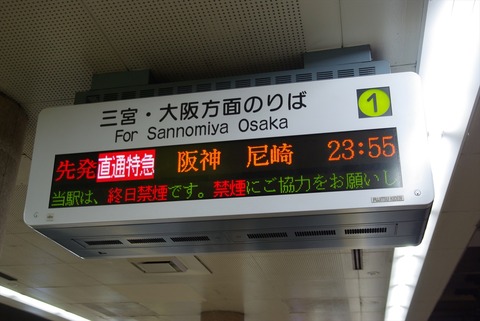 三宮・大阪方面のりば 1
For Sannomiya Osaka
先発 直通特急 阪神 尼崎 23:55
当駅は、終日禁煙です。禁煙にご協力をお願いし